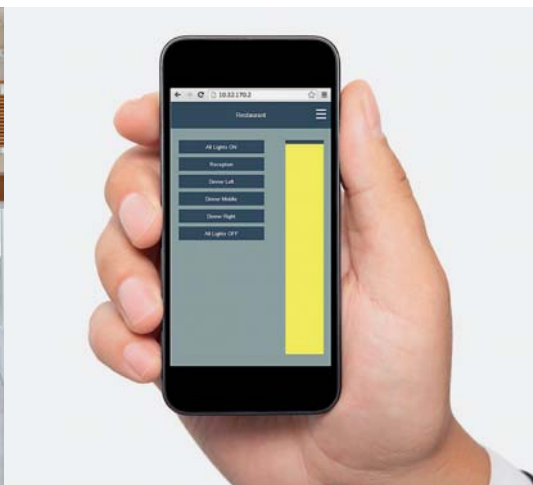 10.32.170.2
Restaurant
All Lights ON
Reception
Dinner Left
Dinner Middle
Dinner Right
All Lights OFF